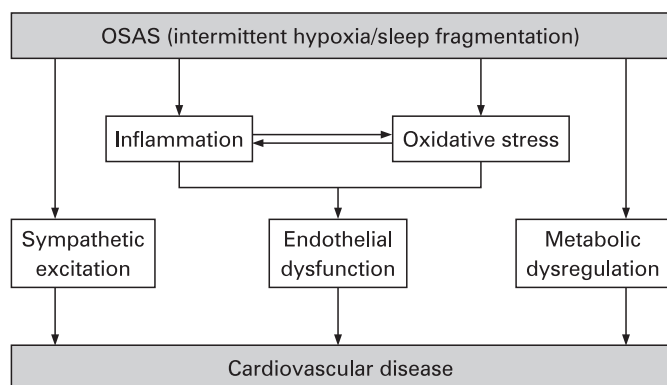 OSAS (intermittent hypoxia/sleep fragmentation)
Inflammation
Oxidative stress
Sympathetic
excitation
Endothelial
dysfunction
Metabolic
dysregulation
Cardiovascular disease